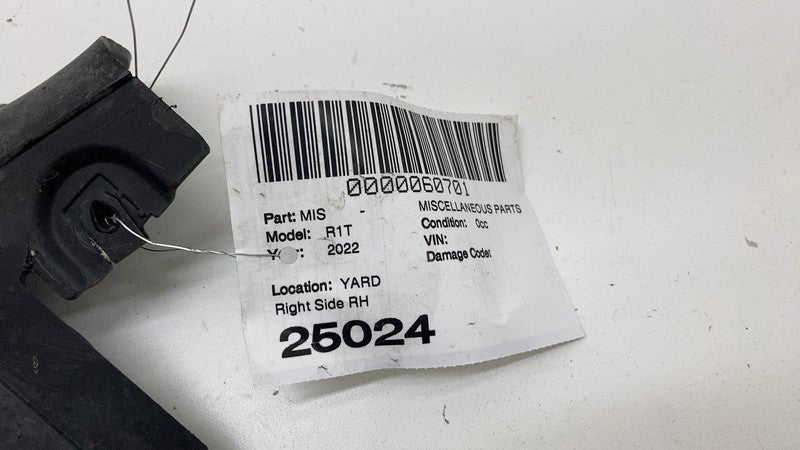 0000060701
Part: MIS - MISCELLANEOUS PARTS
Model: R1T Condition: 0cc
2022 VIN:
Damage Code:
Location: YARD
Right Side RH
25024